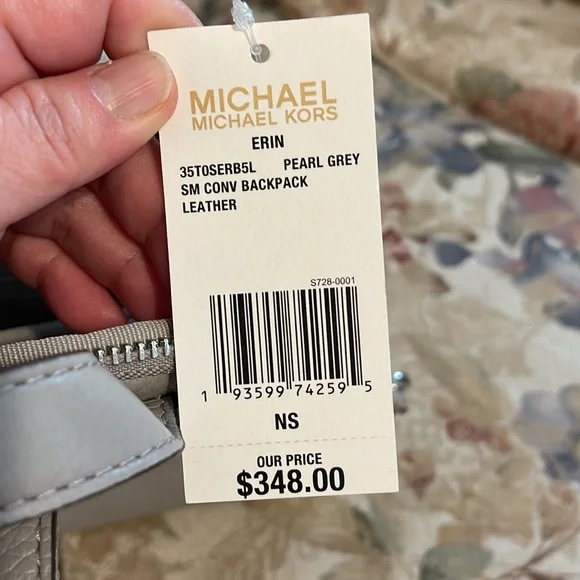 MICHAEL
MICHAEL KORS
ERIN
35T0SERB5L PEARL GREY
SM CONV BACKPACK
LEATHER
S728-0001
1 93599 74259 5
NS
OUR PRICE
$348.00